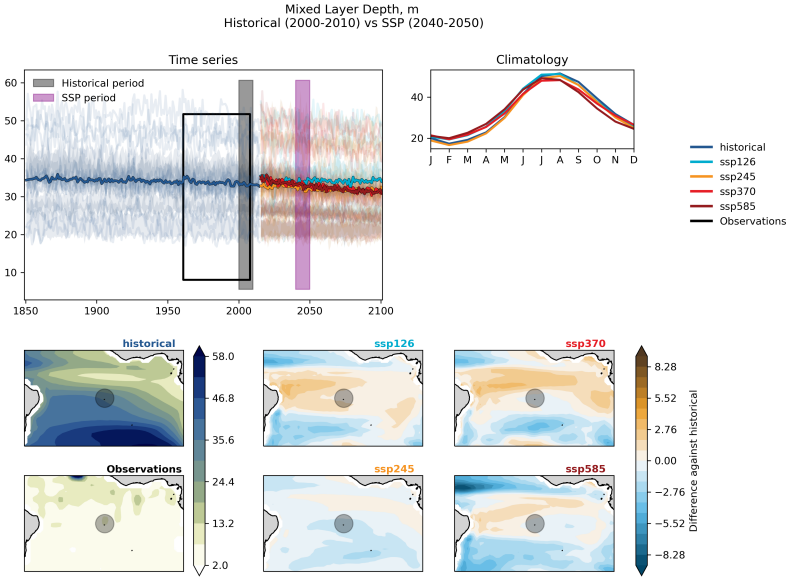 Mixed Layer Depth, m
Historical (2000-2010) vs SSP (2040-2050)
Time series
Climatology
60
50
40
30
20
10
Historical period
SSP period
1850
1900
1950
2000
2050
2100
40
20
J F M A M J J A S O N D
historical
ssp126
ssp245
ssp370
ssp585
Observations
historical
ssp126
ssp370
58.0
46.8
35.6
24.4
13.2
2.0
8.28
5.52
2.76
0.00
−2.76
−5.52
−8.28
Difference against historical
Observations
ssp245
ssp585